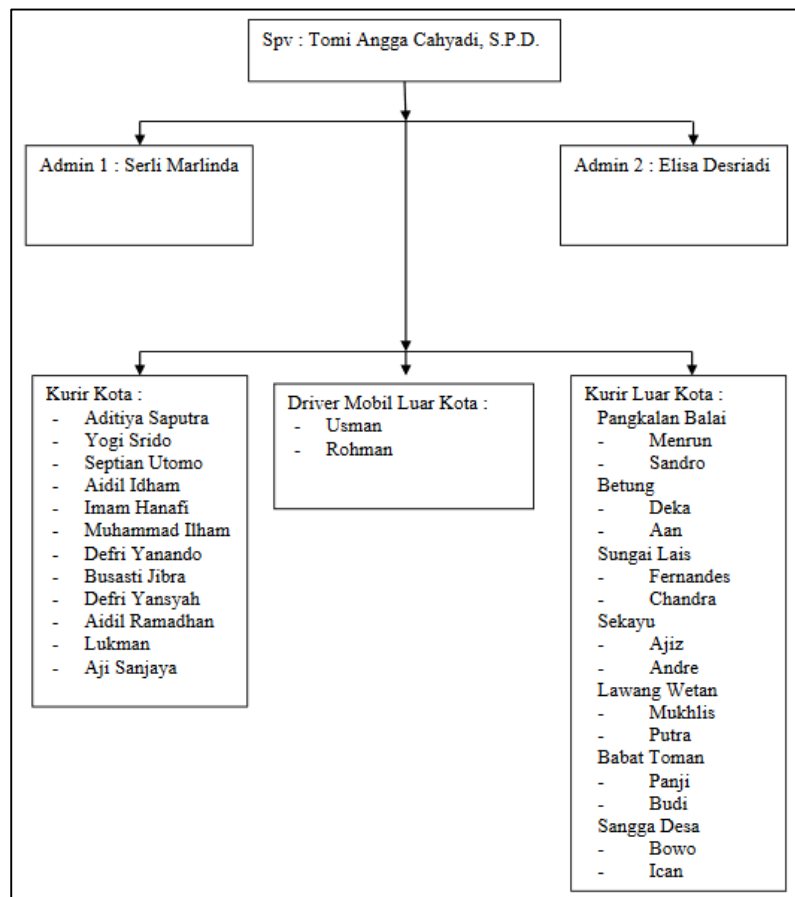 Spv : Tomi Angga Cahyadi, S.P.D.
Admin 1 : Serli Marlinda
Admin 2 : Elisa Desriadi
Kurir Kota :
- Aditiya Saputra
- Yogi Srido
- Septian Utomo
- Aidil Idham
- Imam Hanafi
- Muhammad Ilham
- Defri Yanando
- Busasti Jibra
- Defri Yansyah
- Aidil Ramadhan
- Lukman
- Aji Sanjaya
Driver Mobil Luar Kota :
- Usman
- Rohman
Kurir Luar Kota :
Pangkalan Balai
- Menrun
- Sandro
Betung
- Deka
- Aan
Sungai Lais
- Fernandes
- Chandra
Sekayu
- Ajiz
- Andre
Lawang Wetan
- Mukhlis
- Putra
Babat Toman
- Panji
- Budi
Sangga Desa
- Bowo
- Ican